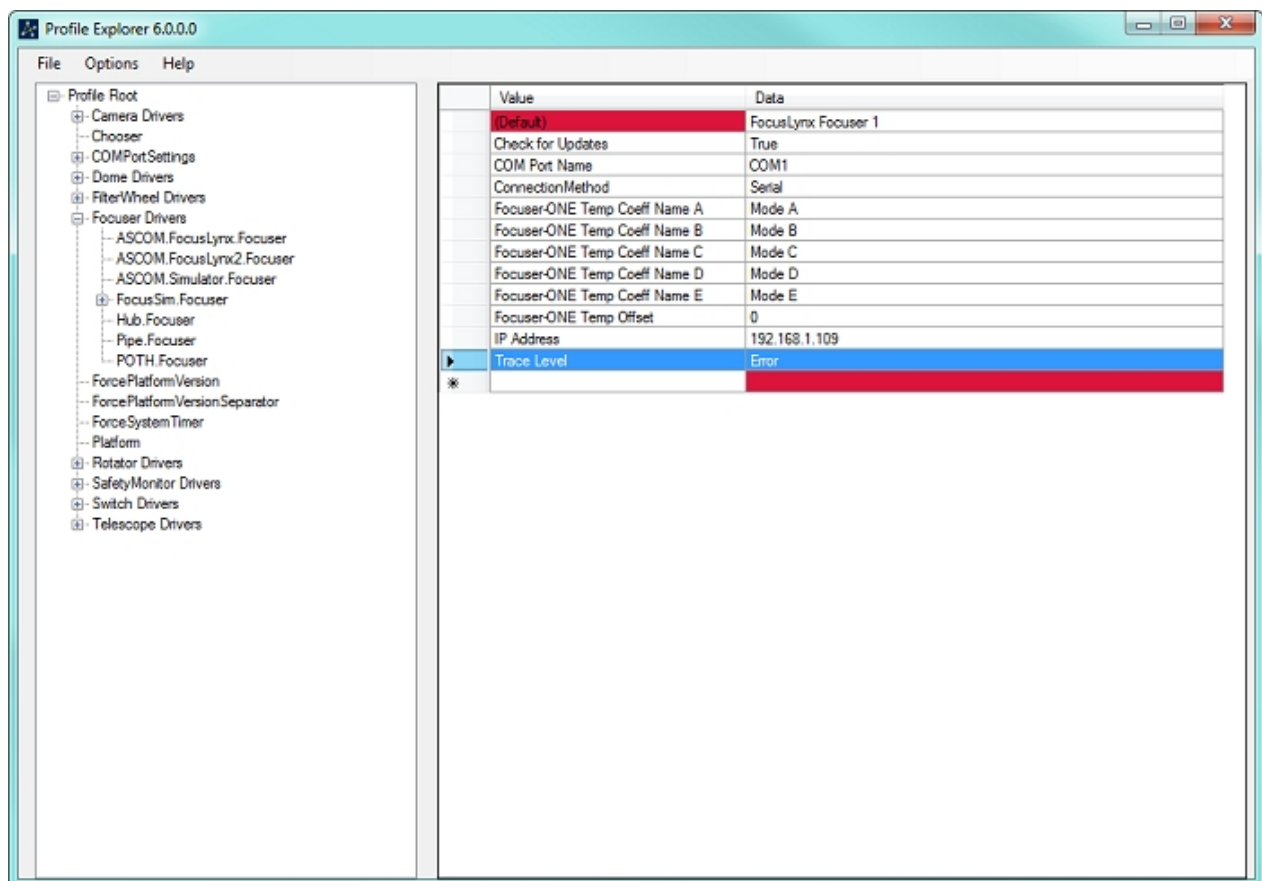 Profile Explorer 6.0.0.0
File Options Help
Profile Root
Camera Drivers
Chooser
COMPortSettings
Dome Drivers
FilterWheel Drivers
Focuser Drivers
ASCOM.FocusLynx.Focuser
ASCOM.FocusLynx2.Focuser
ASCOM.Simulator.Focuser
FocusSim.Focuser
Hub.Focuser
Pipe.Focuser
POTH.Focuser
ForcePlatformVersion
ForcePlatformVersionSeparator
ForceSystemTimer
Platform
Rotator Drivers
SafetyMonitor Drivers
Switch Drivers
Telescope Drivers
Value Data
(Default) FocusLynx Focuser 1
Check for Updates True
COM Port Name COM1
ConnectionMethod Serial
Focuser-ONE Temp Coeff Name A Mode A
Focuser-ONE Temp Coeff Name B Mode B
Focuser-ONE Temp Coeff Name C Mode C
Focuser-ONE Temp Coeff Name D Mode D
Focuser-ONE Temp Coeff Name E Mode E
Focuser-ONE Temp Offset 0
IP Address 192.168.1.109
Trace Level Error